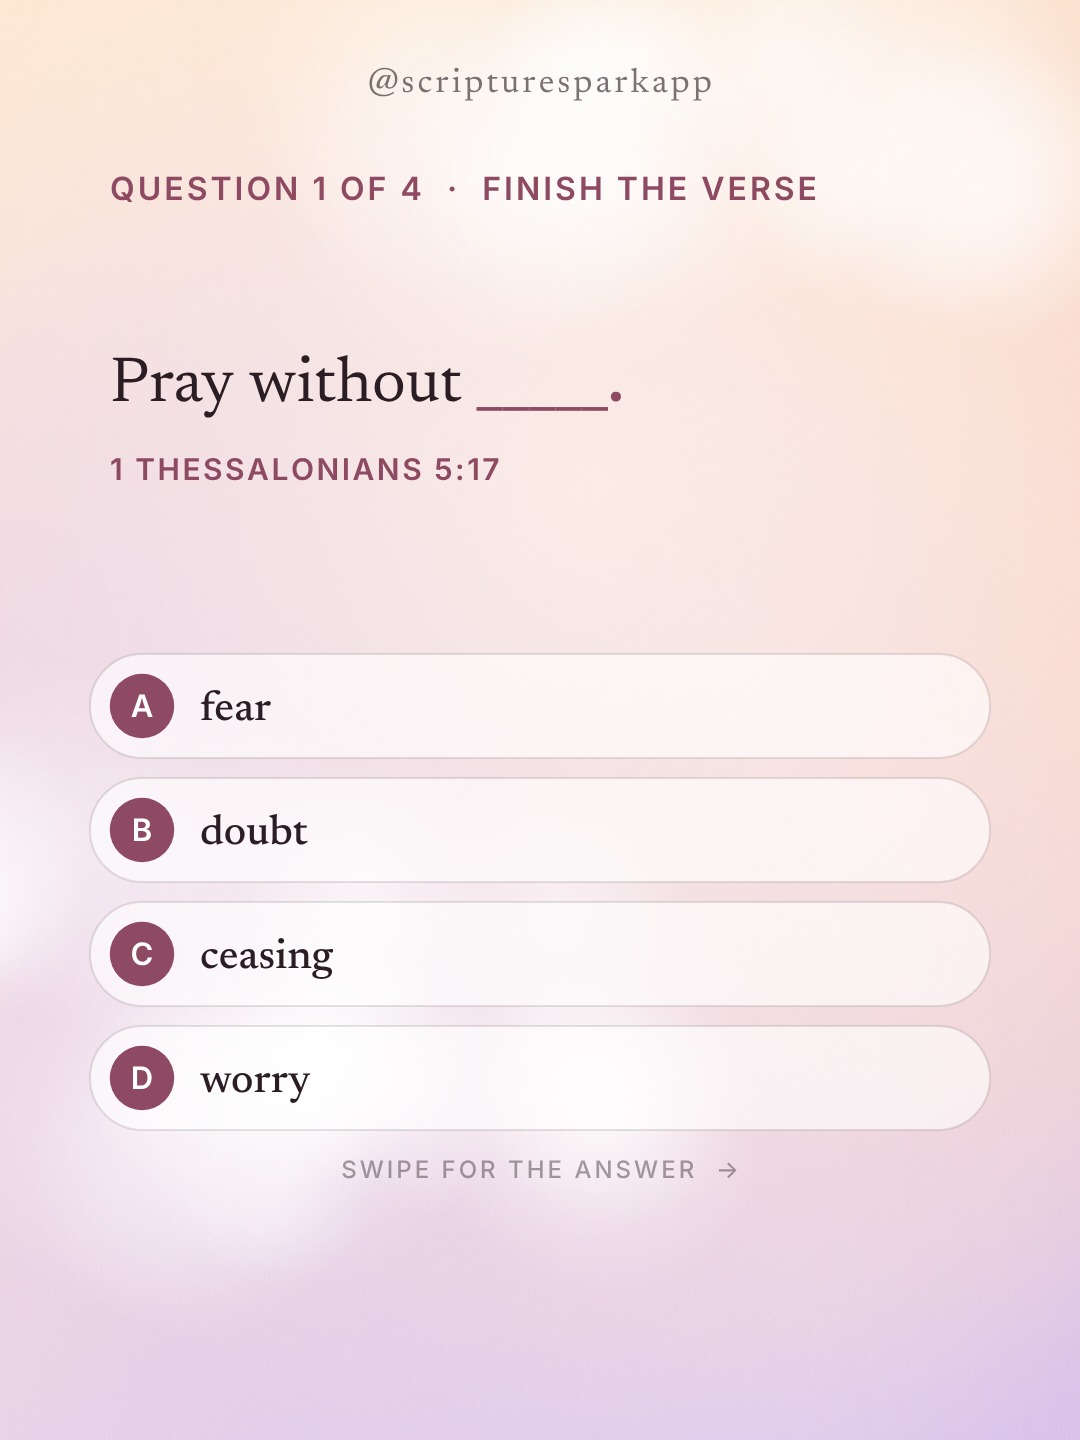 @scripturesparkapp
QUESTION 1 OF 4 · FINISH THE VERSE
Pray without _____.
1 THESSALONIANS 5:17
A fear
B doubt
C ceasing
D worry
SWIPE FOR THE ANSWER →